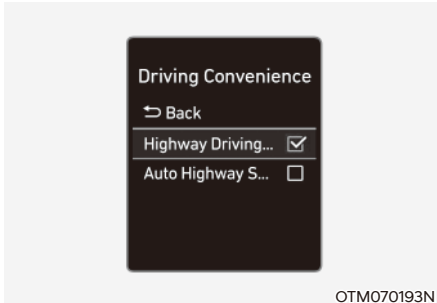 Driving Convenience
Back
Highway Driving...
Auto Highway S...
OTM070193N